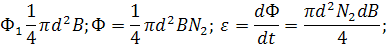 Φ₁ 1/4 πd²B; Φ = 1/4 πd²BN₂; ε = dΦ/dt = πd²N₂dB/4;